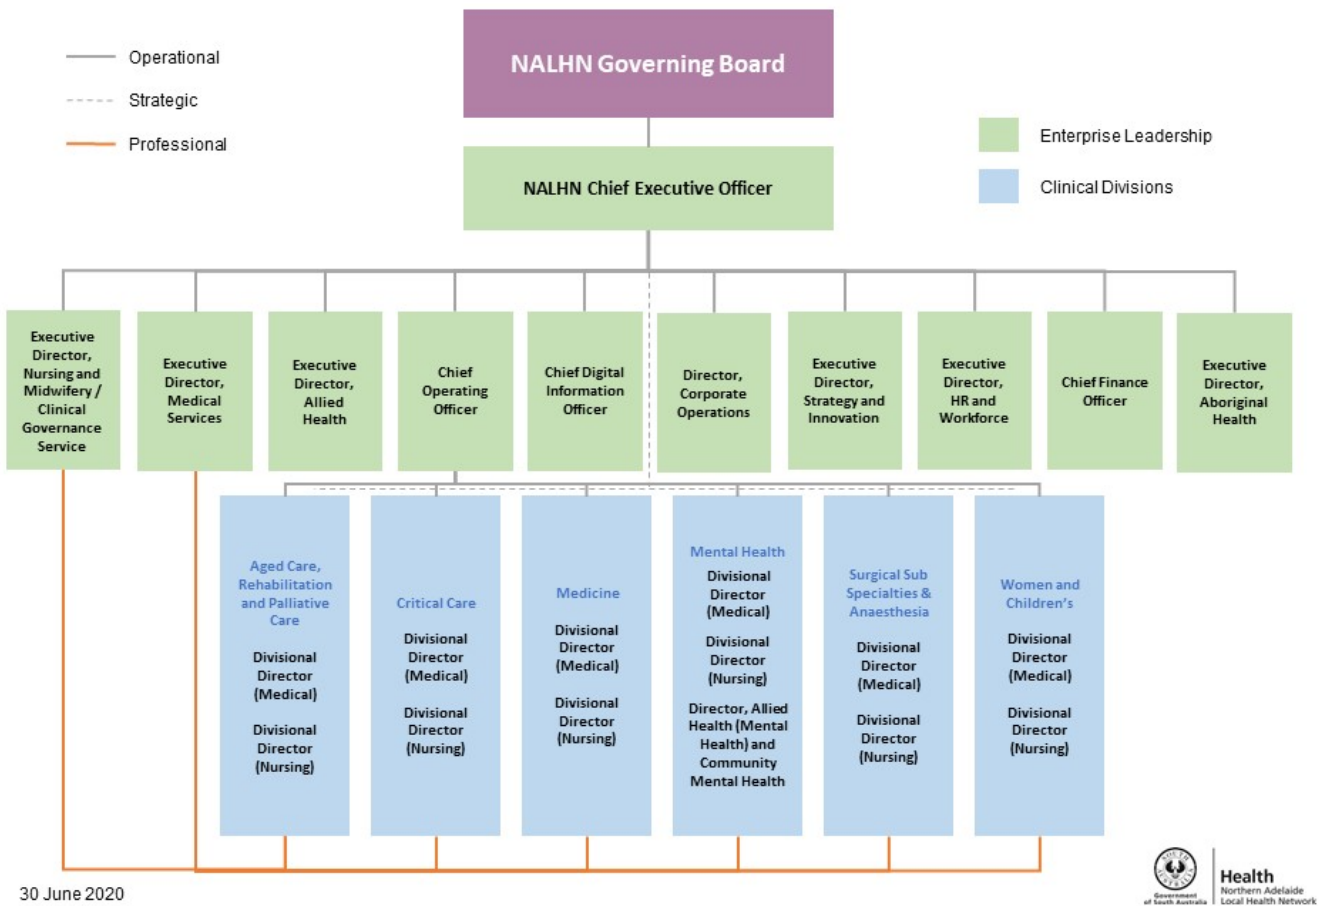 Operational
Strategic
Professional
NALHN Governing Board
Enterprise Leadership
Clinical Divisions
NALHN Chief Executive Officer
Executive
Director,
Nursing and
Midwifery /
Clinical
Governance
Service
Executive
Director,
Medical
Services
Executive
Director,
Allied
Health
Chief
Operating
Officer
Chief Digital
Information
Officer
Director,
Corporate
Operations
Executive
Director,
Strategy and
Innovation
Executive
Director,
HR and
Workforce
Chief Finance
Officer
Executive
Director,
Aboriginal
Health
Aged Care,
Rehabilitation
and Palliative
Care
Divisional
Director
(Medical)
Divisional
Director
(Nursing)
Critical Care
Divisional
Director
(Medical)
Divisional
Director
(Nursing)
Medicine
Divisional
Director
(Medical)
Divisional
Director
(Nursing)
Mental Health
Divisional
Director
(Medical)
Divisional
Director
(Nursing)
Director, Allied
Health (Mental
Health) and
Community
Mental Health
Surgical Sub
Specialties &
Anaesthesia
Divisional
Director
(Medical)
Divisional
Director
(Nursing)
Women and
Children's
Divisional
Director
(Medical)
Divisional
Director
(Nursing)
30 June 2020
SOUTH
AUSTRALIA
Government
of South Australia
Health
Northern Adelaide
Local Health Network